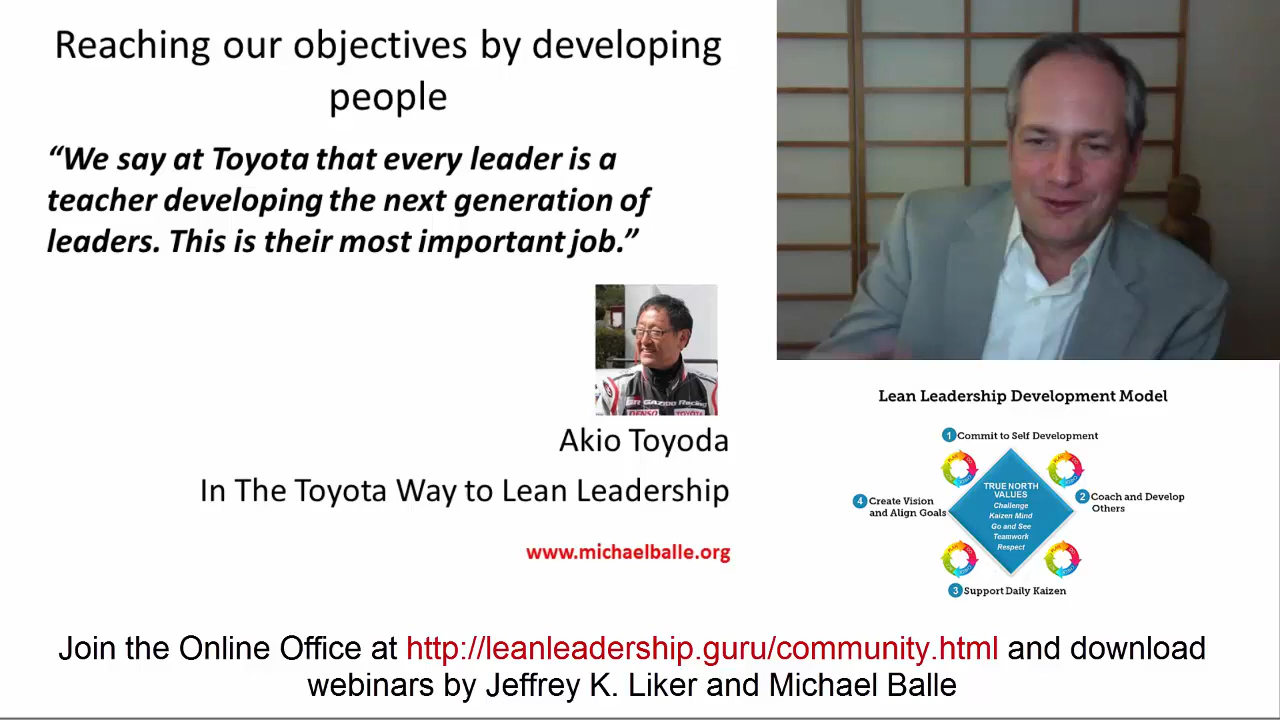 Reaching our objectives by developing
people
“We say at Toyota that every leader is a
teacher developing the next generation of
leaders. This is their most important job.”
GAZOO Racing
DENSO
TOYOTA
Akio Toyoda
In The Toyota Way to Lean Leadership
www.michaelballe.org
Lean Leadership Development Model
1 Commit to Self Development
TRUE NORTH
VALUES
Challenge
Kaizen Mind
Go and See
Teamwork
Respect
2 Coach and Develop
Others
3 Support Daily Kaizen
4 Create Vision
and Align Goals
Join the Online Office at http://leanleadership.guru/community.html and download
webinars by Jeffrey K. Liker and Michael Balle